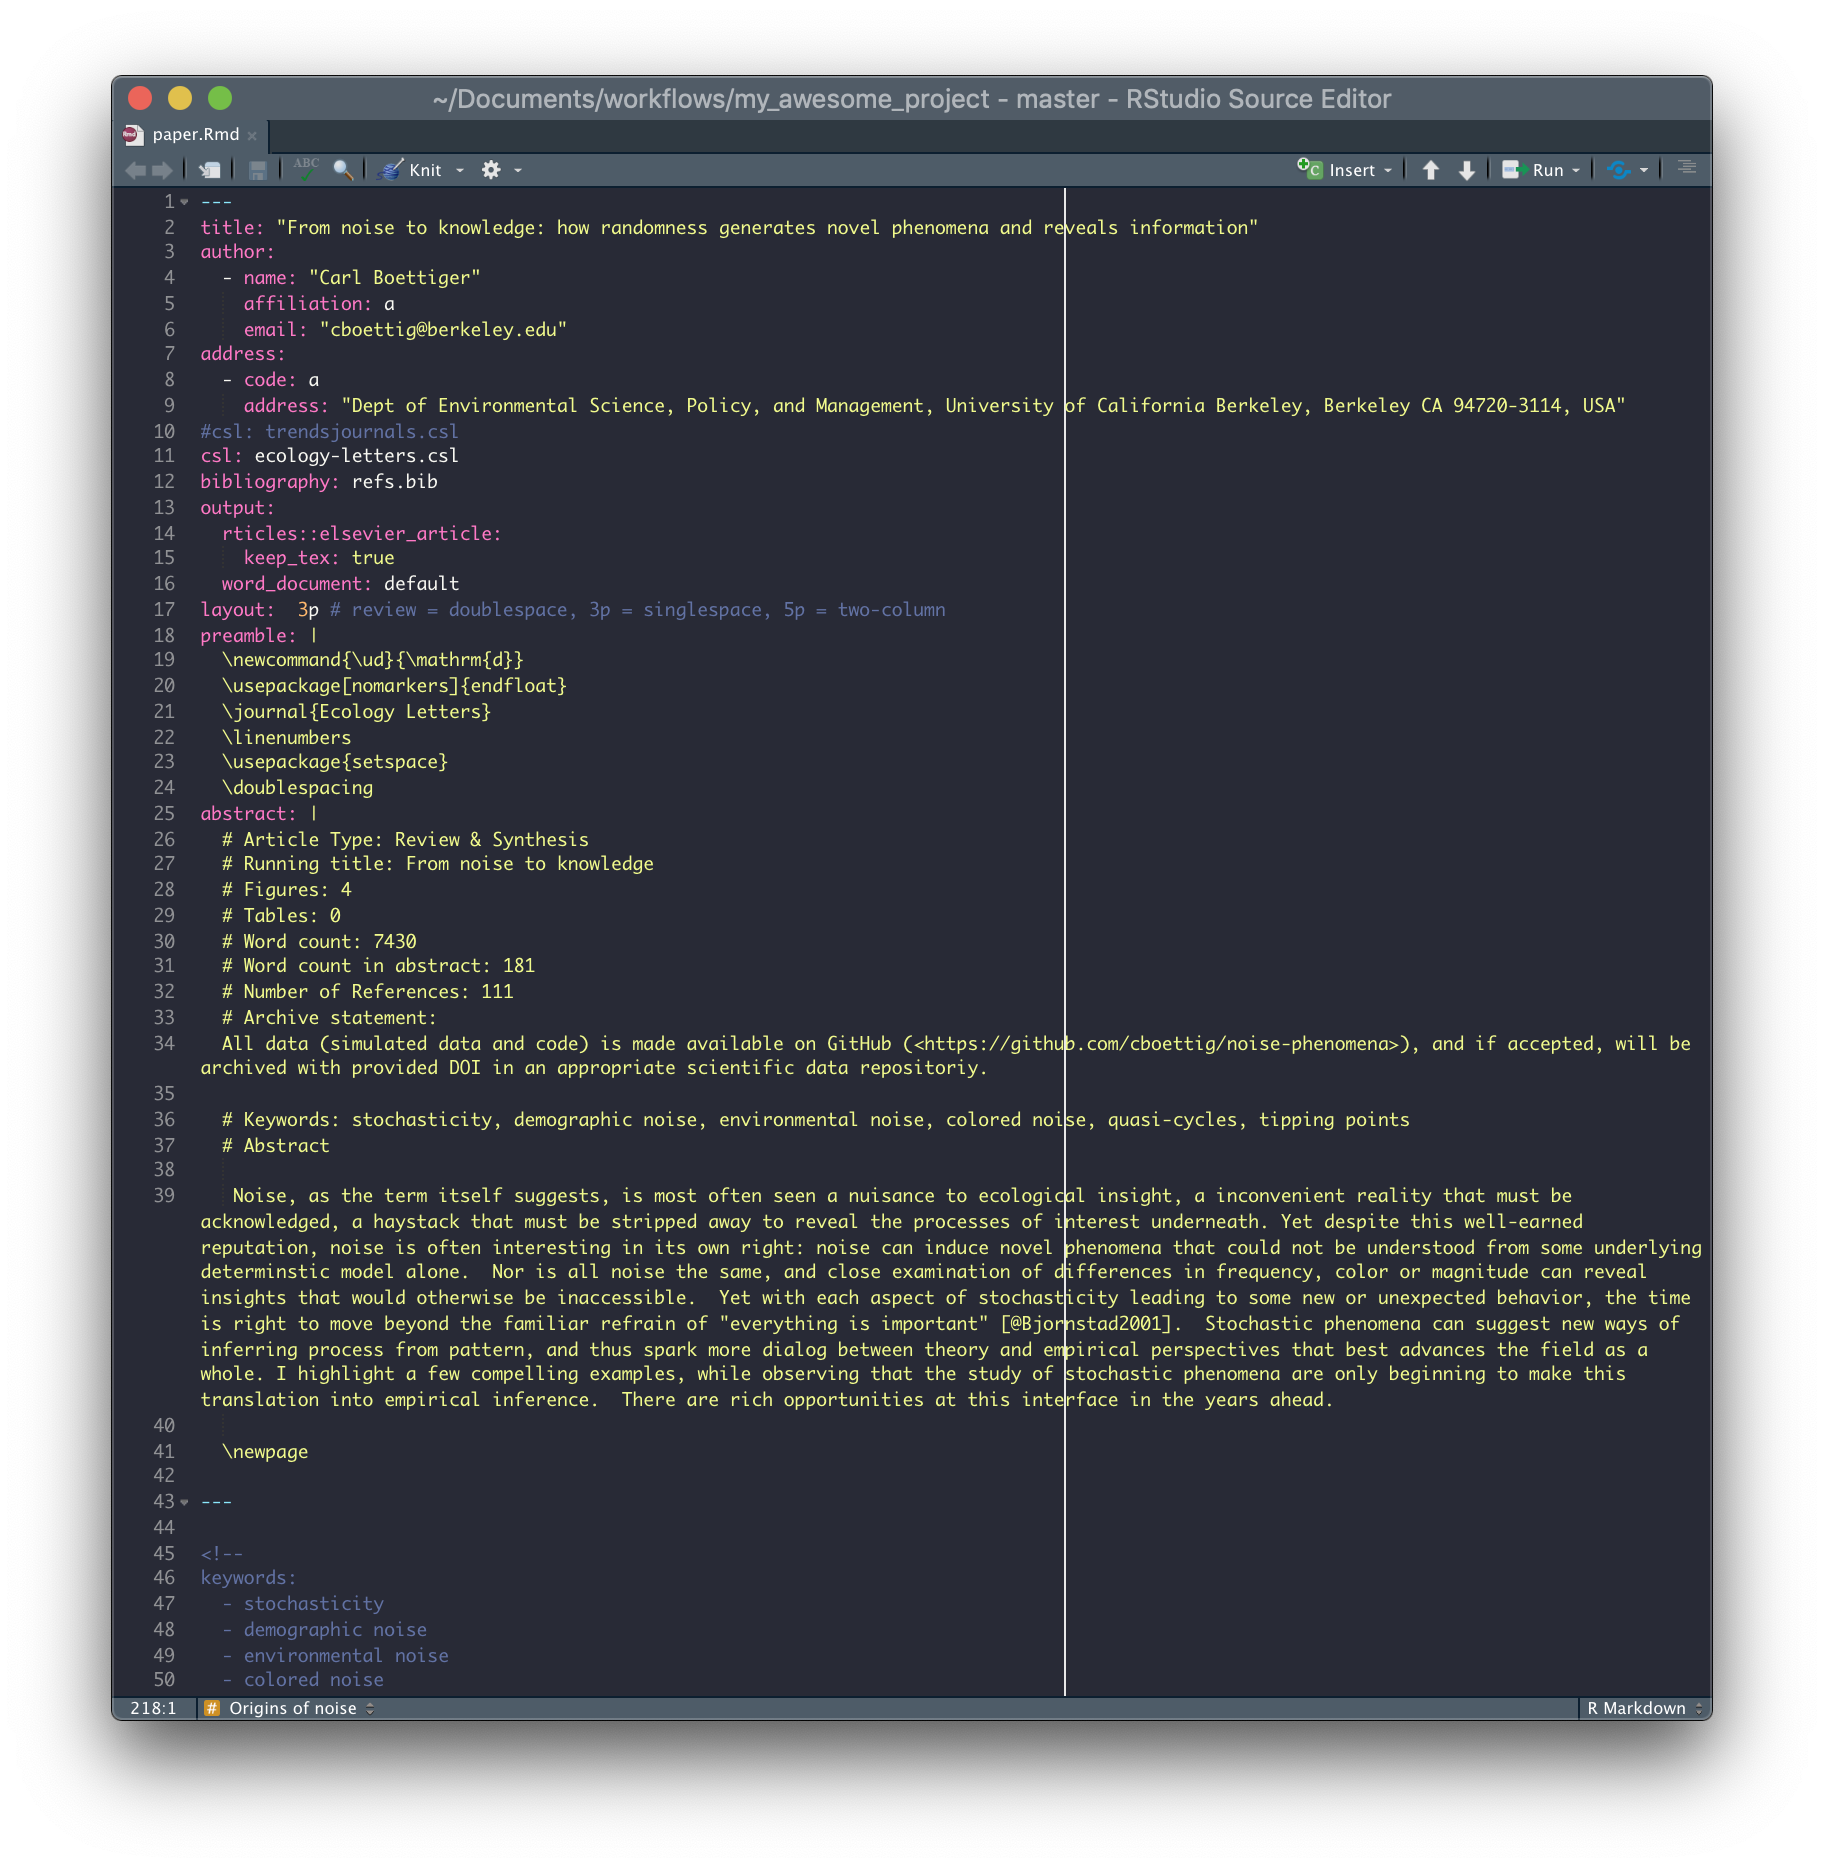 ~/Documents/workflows/my_awesome_project - master - RStudio Source Editor
paper.Rmd
ABC Knit Insert Run
1 ---
2 title: "From noise to knowledge: how randomness generates novel phenomena and reveals information"
3 author:
4   - name: "Carl Boettiger"
5     affiliation: a
6     email: "cboettig@berkeley.edu"
7 address:
8   - code: a
9     address: "Dept of Environmental Science, Policy, and Management, University of California Berkeley, Berkeley CA 94720-3114, USA"
10 #csl: trendsjournals.csl
11 csl: ecology-letters.csl
12 bibliography: refs.bib
13 output:
14   rticles::elsevier_article:
15     keep_tex: true
16   word_document: default
17 layout:  3p # review = doublespace, 3p = singlespace, 5p = two-column
18 preamble: |
19   \newcommand{\ud}{\mathrm{d}}
20   \usepackage[nomarkers]{endfloat}
21   \journal{Ecology Letters}
22   \linenumbers
23   \usepackage{setspace}
24   \doublespacing
25 abstract: |
26   # Article Type: Review & Synthesis
27   # Running title: From noise to knowledge
28   # Figures: 4
29   # Tables: 0
30   # Word count: 7430
31   # Word count in abstract: 181
32   # Number of References: 111
33   # Archive statement:
34   All data (simulated data and code) is made available on GitHub (<https://github.com/cboettig/noise-phenomena>), and if accepted, will be
archived with provided DOI in an appropriate scientific data repositoriy.
35
36   # Keywords: stochasticity, demographic noise, environmental noise, colored noise, quasi-cycles, tipping points
37   # Abstract
38
39    Noise, as the term itself suggests, is most often seen a nuisance to ecological insight, a inconvenient reality that must be
acknowledged, a haystack that must be stripped away to reveal the processes of interest underneath. Yet despite this well-earned
reputation, noise is often interesting in its own right: noise can induce novel phenomena that could not be understood from some underlying
determinstic model alone.  Nor is all noise the same, and close examination of differences in frequency, color or magnitude can reveal
insights that would otherwise be inaccessible.  Yet with each aspect of stochasticity leading to some new or unexpected behavior, the time
is right to move beyond the familiar refrain of "everything is important" [@Bjornstad2001].  Stochastic phenomena can suggest new ways of
inferring process from pattern, and thus spark more dialog between theory and empirical perspectives that best advances the field as a
whole. I highlight a few compelling examples, while observing that the study of stochastic phenomena are only beginning to make this
translation into empirical inference.  There are rich opportunities at this interface in the years ahead.
40
41   \newpage
42
43 ---
44
45 <!--
46 keywords:
47   - stochasticity
48   - demographic noise
49   - environmental noise
50   - colored noise
218:1 # Origins of noise R Markdown